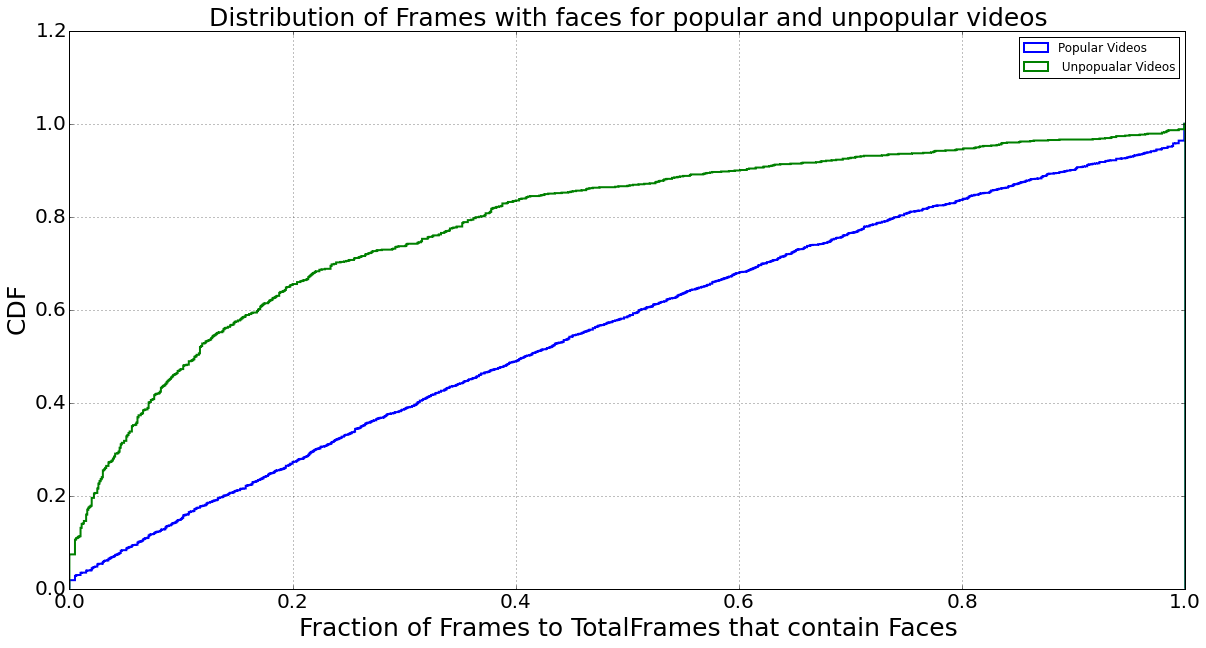 Distribution of Frames with faces for popular and unpopular videos
1.2
Popular Videos
Unpopualar Videos
1.0
0.8
0.6
0.4
0.2
0.0
CDF
0.0 0.2 0.4 0.6 0.8 1.0
Fraction of Frames to TotalFrames that contain Faces